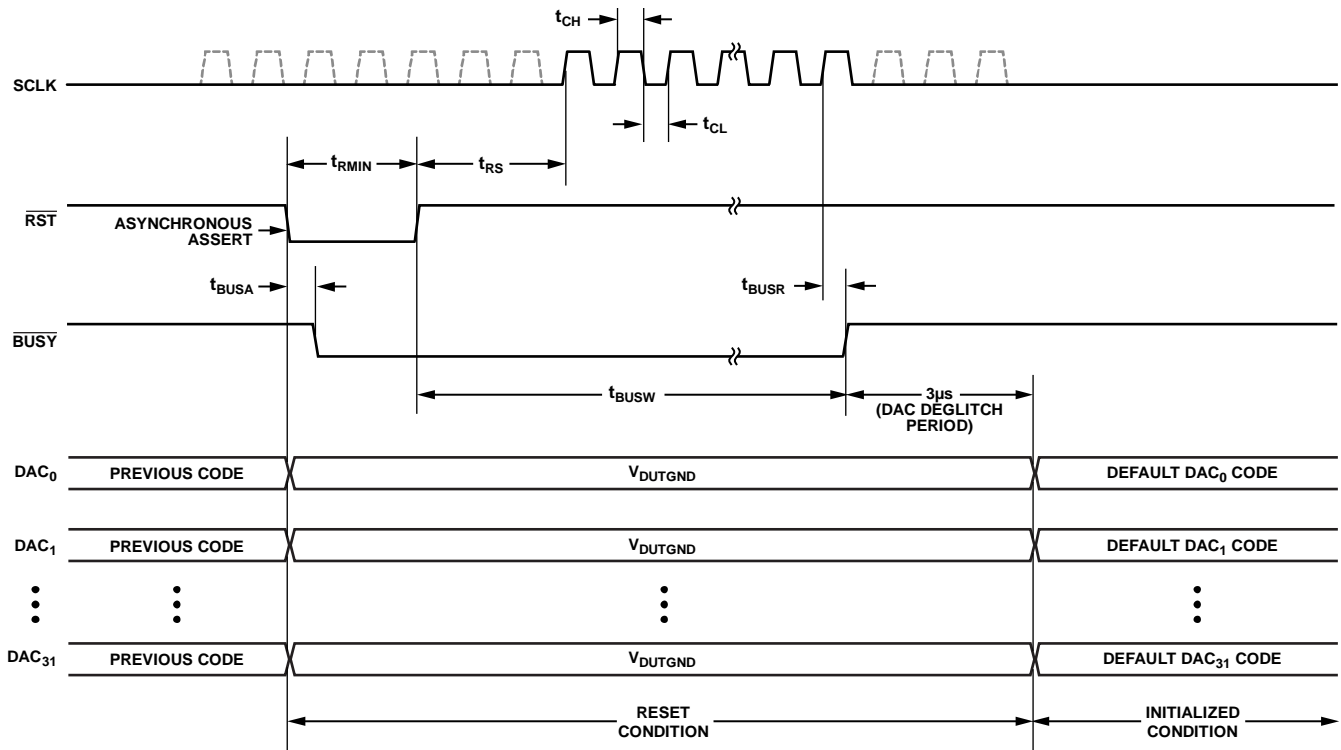 tCH
SCLK
tCL
tRMIN
tRS
RST
ASYNCHRONOUS
ASSERT
tBUSA
tBUSR
BUSY
tBUSW
3µs
(DAC DEGLITCH
PERIOD)
DAC0
PREVIOUS CODE
VDUTGND
DEFAULT DAC0 CODE
DAC1
PREVIOUS CODE
VDUTGND
DEFAULT DAC1 CODE
DAC31
PREVIOUS CODE
VDUTGND
DEFAULT DAC31 CODE
RESET
CONDITION
INITIALIZED
CONDITION